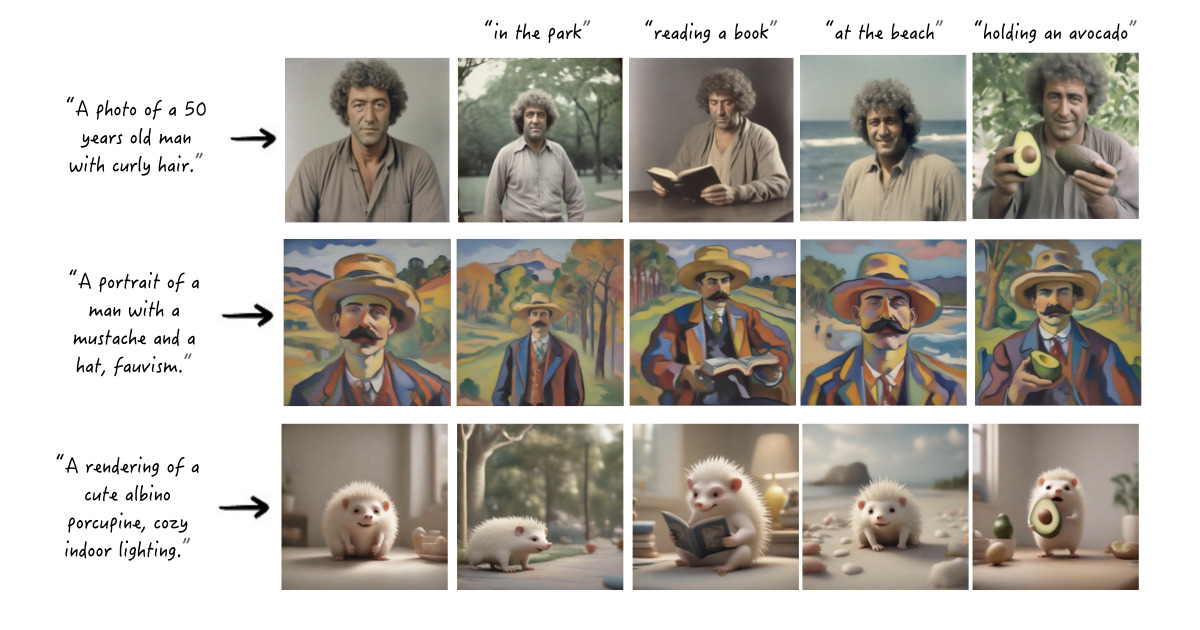 “in the park”
“reading a book”
“at the beach”
“holding an avocado”
“A photo of a 50
years old man
with curly hair.”
“A portrait of a
man with a
mustache and a
hat, fauvism.”
“A rendering of a
cute albino
porcupine, cozy
indoor lighting.”